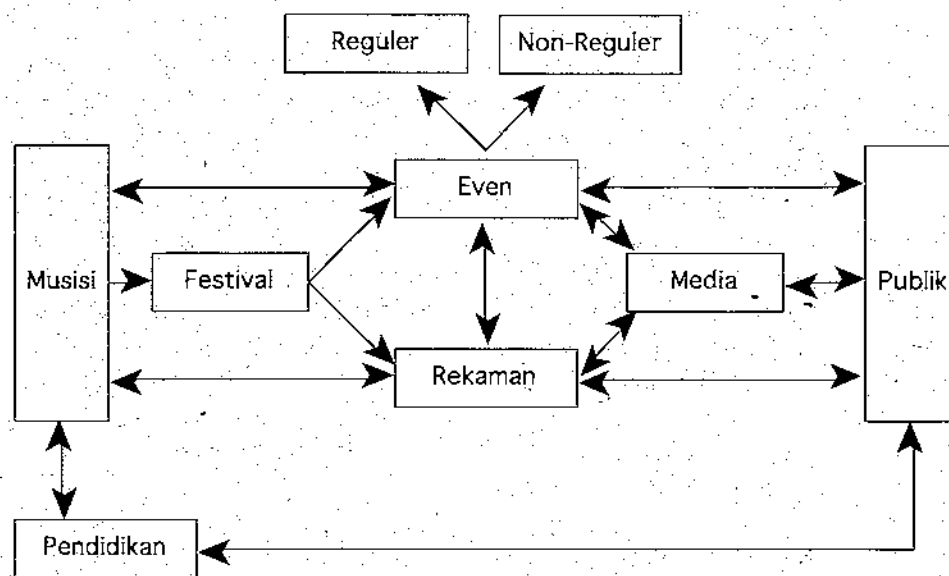 Reguler
Non-Reguler
Even
Musisi
Festival
Media
Publik
Rekaman
Pendidikan